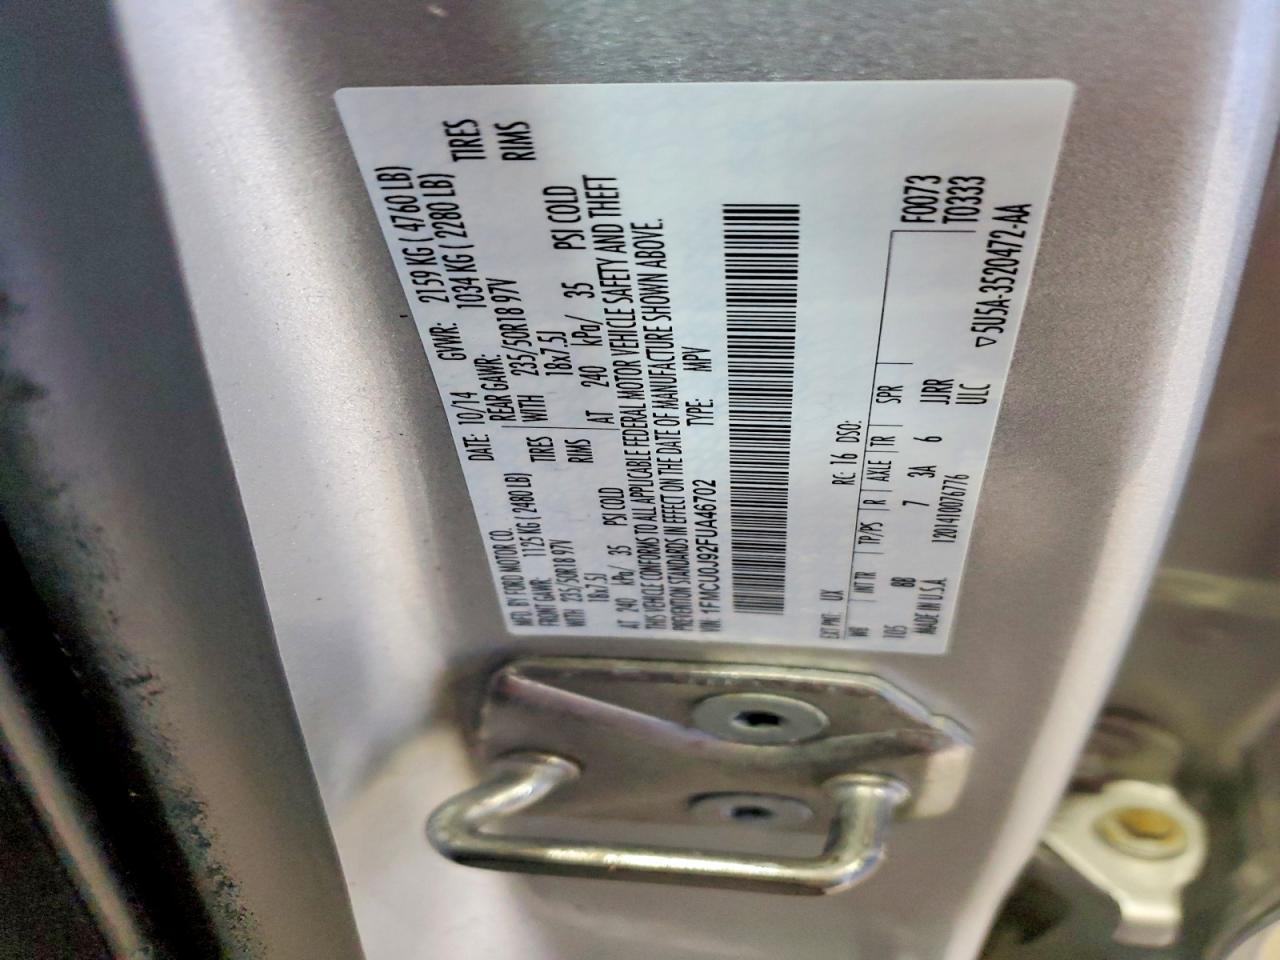 MFD. BY FORD MOTOR CO. DATE: 10/14 GVWR: 2159 KG ( 4760 LB)
FRONT GAWR: 1125 KG ( 2480 LB) REAR GAWR: 1034 KG ( 2280 LB)
WITH 235/50R18 97V TIRES WITH 235/50R18 97V TIRES
18x7.5J RIMS 18x7.5J RIMS
AT 240 kPa/ 35 PSI COLD AT 240 kPa/ 35 PSI COLD
THIS VEHICLE CONFORMS TO ALL APPLICABLE FEDERAL MOTOR VEHICLE SAFETY AND THEFT
PREVENTION STANDARDS IN EFFECT ON THE DATE OF MANUFACTURE SHOWN ABOVE.
VIN: 1FMCU0J92FUA46702 TYPE: MPV
EXT PNT: UX RC: 16 DSO:
WB INT TR TP/PS R AXLE TR SPR F0073
105 6B 7 3A 6 JJRR T0333
MADE IN U.S.A. 1201410076776 ULC
▽5U5A-3520472-AA